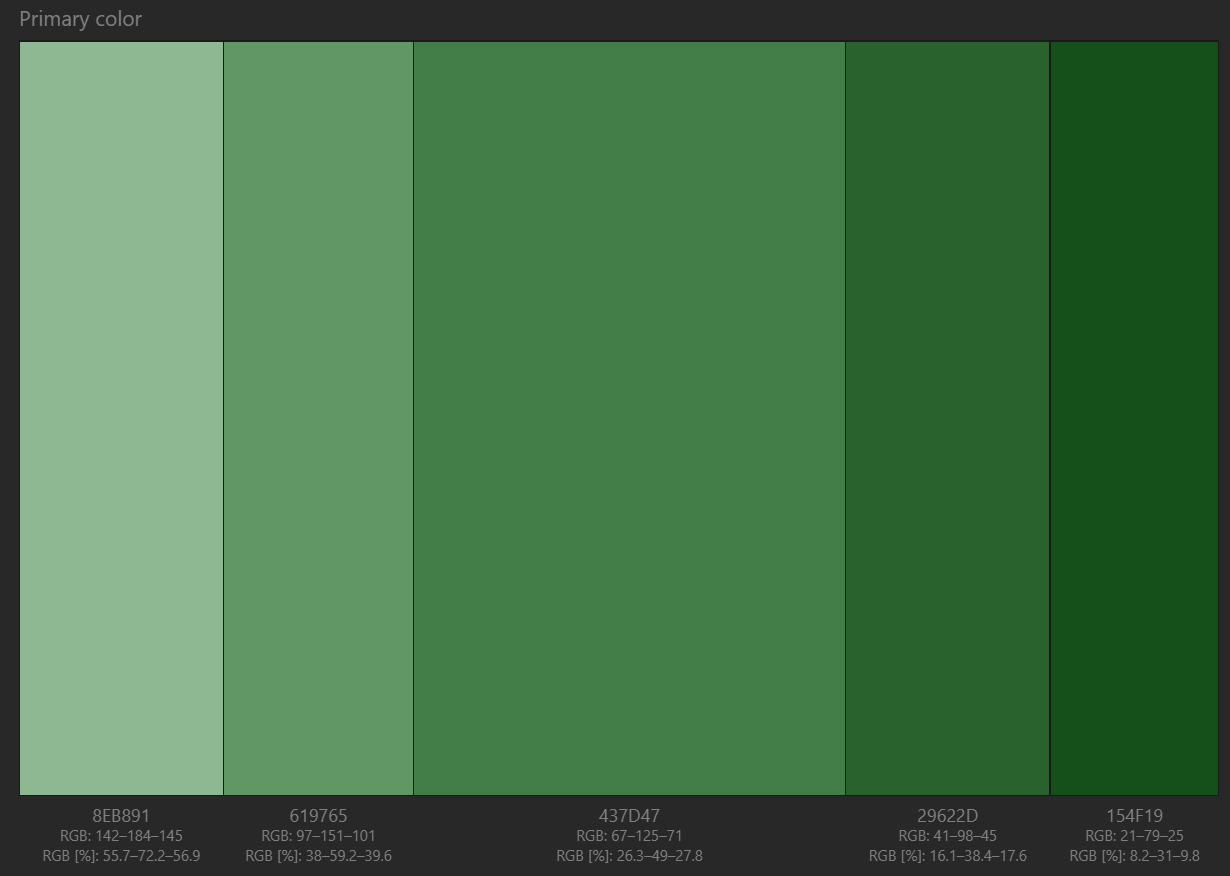 Primary color
8EB891
RGB: 142–184–145
RGB [%]: 55.7–72.2–56.9
619765
RGB: 97–151–101
RGB [%]: 38–59.2–39.6
437D47
RGB: 67–125–71
RGB [%]: 26.3–49–27.8
29622D
RGB: 41–98–45
RGB [%]: 16.1–38.4–17.6
154F19
RGB: 21–79–25
RGB [%]: 8.2–31–9.8